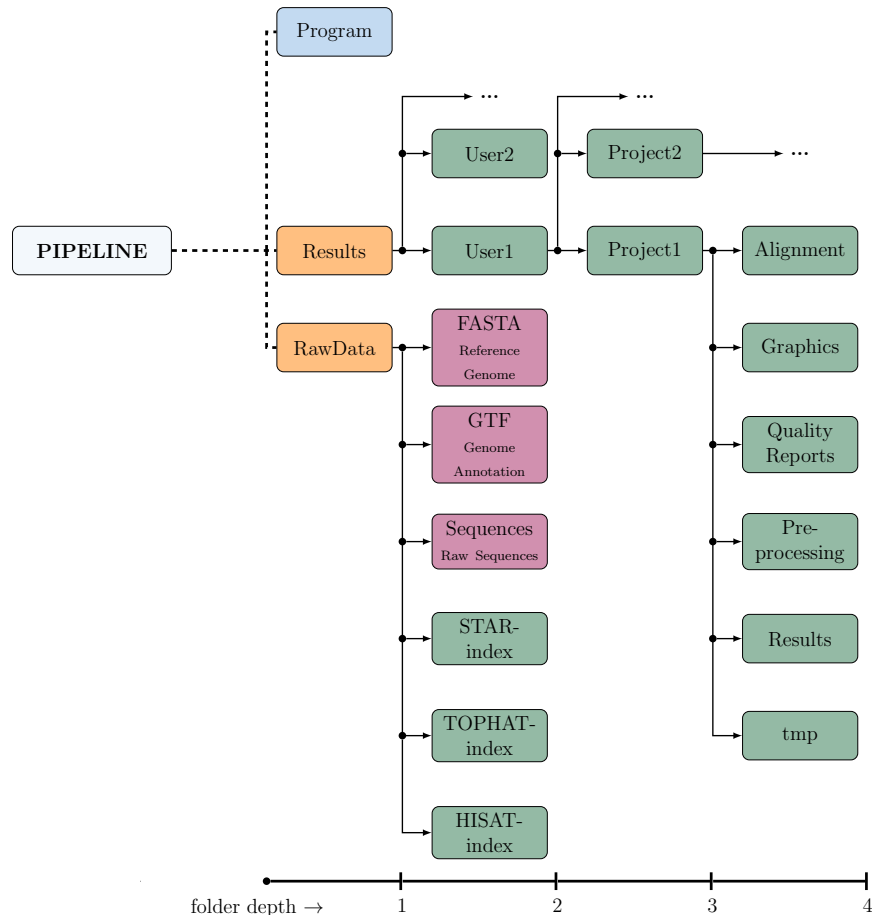 Program
...
...
User2
Project2
...
PIPELINE
Results
User1
Project1
Alignment
RawData
FASTA
Reference
Genome
Graphics
GTF
Genome
Annotation
Quality
Reports
Sequences
Raw Sequences
Pre-
processing
STAR-
index
Results
TOPHAT-
index
tmp
HISAT-
index
folder depth →
1
2
3
4